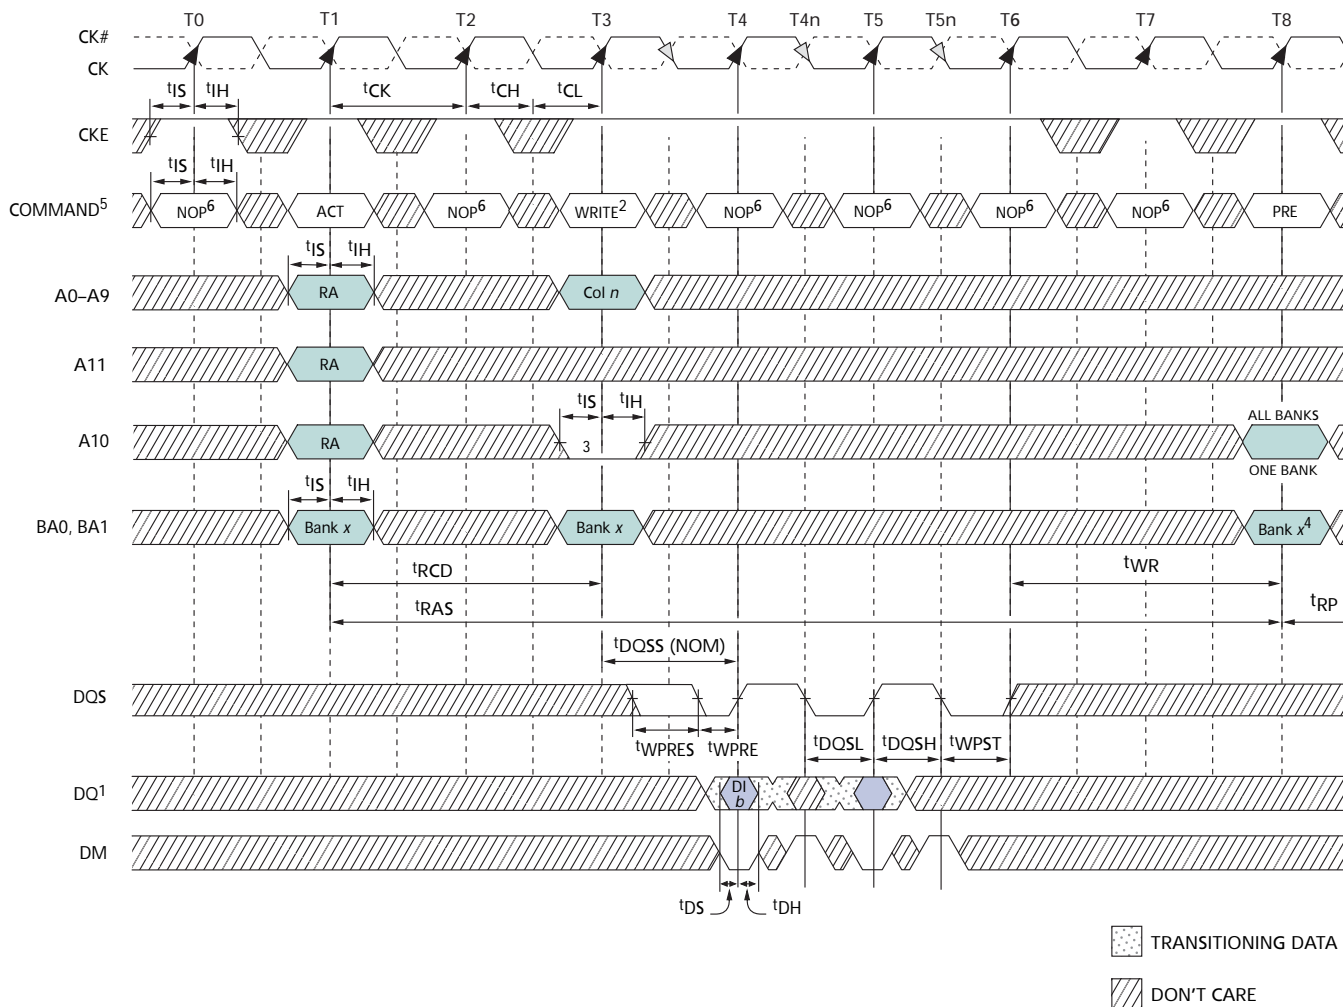 T0 T1 T2 T3 T4 T4n T5 T5n T6 T7 T8
CK#
CK
tIS tIH tCK tCH tCL
CKE
tIS tIH
COMMAND5 NOP6 ACT NOP6 WRITE2 NOP6 NOP6 NOP6 NOP6 PRE
tIS tIH
A0–A9 RA Col n
A11 RA
tIS tIH ALL BANKS
A10 RA 3
ONE BANK
tIS tIH
BA0, BA1 Bank x Bank x Bank x4
tRCD tWR
tRAS tRP
tDQSS (NOM)
DQS
tWPRES tWPRE tDQSL tDQSH tWPST
DQ1 DI
b
DM
tDS tDH
TRANSITIONING DATA
DON'T CARE